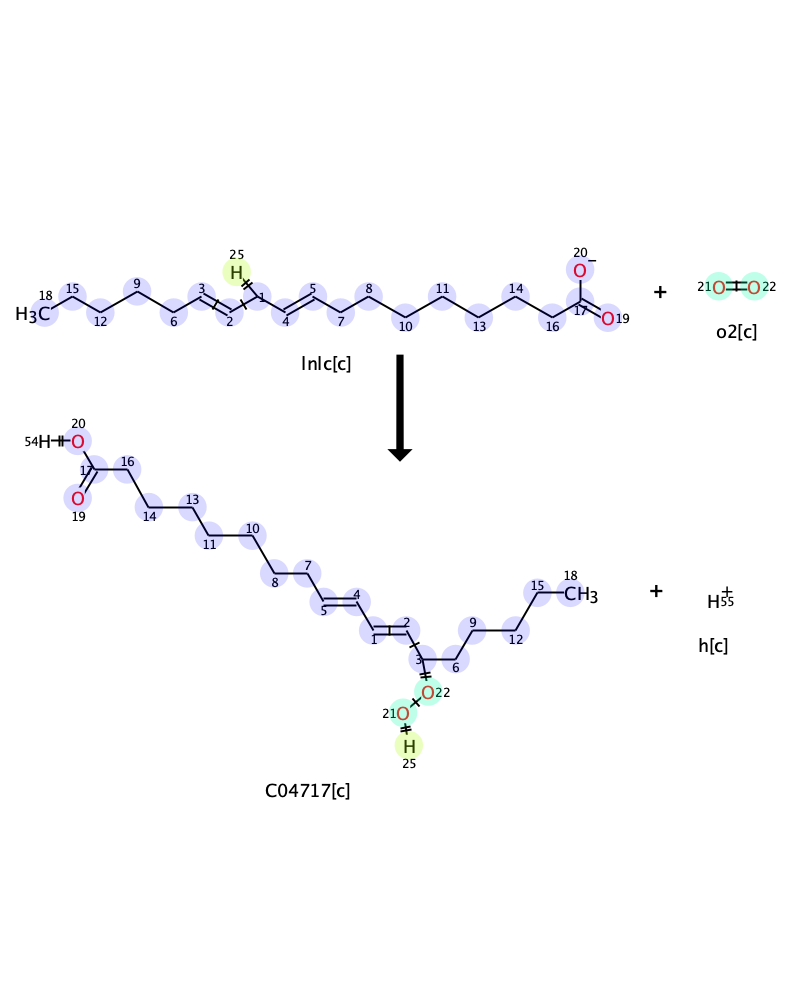 20
O−
25
H
18 15 9 3 1 5 8 11 14 17 21 O O 22
H3C 12 6 2 4 7 10 13 16 O 19
+
o2[c]
lnlc[c]
20
54 H O
17 16
O
19
14 13
11 10
8 7
5 4
1 2
3 6 9 12 15 18
CH3
+
H+
55
h[c]
O 22
21 O
H
25
C04717[c]